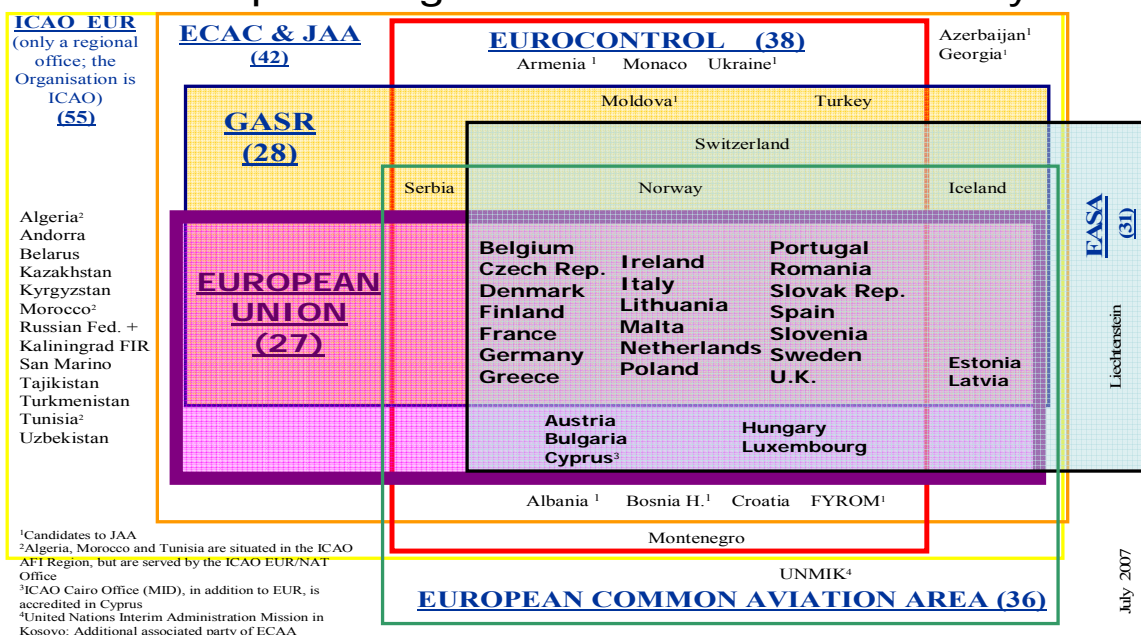 ICAO EUR
(only a regional
office; the
Organisation is
ICAO)
(55)
ECAC & JAA
(42)
EUROCONTROL (38)
Armenia ¹ Monaco Ukraine¹
Azerbaijan¹
Georgia¹
Moldova¹ Turkey
GASR
(28)
Switzerland
Serbia Norway Iceland
EASA
(31)
Liechtenstein
Algeria²
Andorra
Belarus
Kazakhstan
Kyrgyzstan
Morocco²
Russian Fed. +
Kaliningrad FIR
San Marino
Tajikistan
Turkmenistan
Tunisia²
Uzbekistan
EUROPEAN
UNION
(27)
Belgium
Czech Rep.
Denmark
Finland
France
Germany
Greece
Ireland
Italy
Lithuania
Malta
Netherlands
Poland
Portugal
Romania
Slovak Rep.
Spain
Slovenia
Sweden
U.K.
Estonia
Latvia
Austria
Bulgaria
Cyprus³
Hungary
Luxembourg
Albania ¹ Bosnia H.¹ Croatia FYROM¹
Montenegro
UNMIK⁴
EUROPEAN COMMON AVIATION AREA (36)
¹Candidates to JAA
²Algeria, Morocco and Tunisia are situated in the ICAO
AFI Region, but are served by the ICAO EUR/NAT
Office
³ICAO Cairo Office (MID), in addition to EUR, is
accredited in Cyprus
⁴United Nations Interim Administration Mission in
Kosovo: Additional associated party of ECAA
July 2007